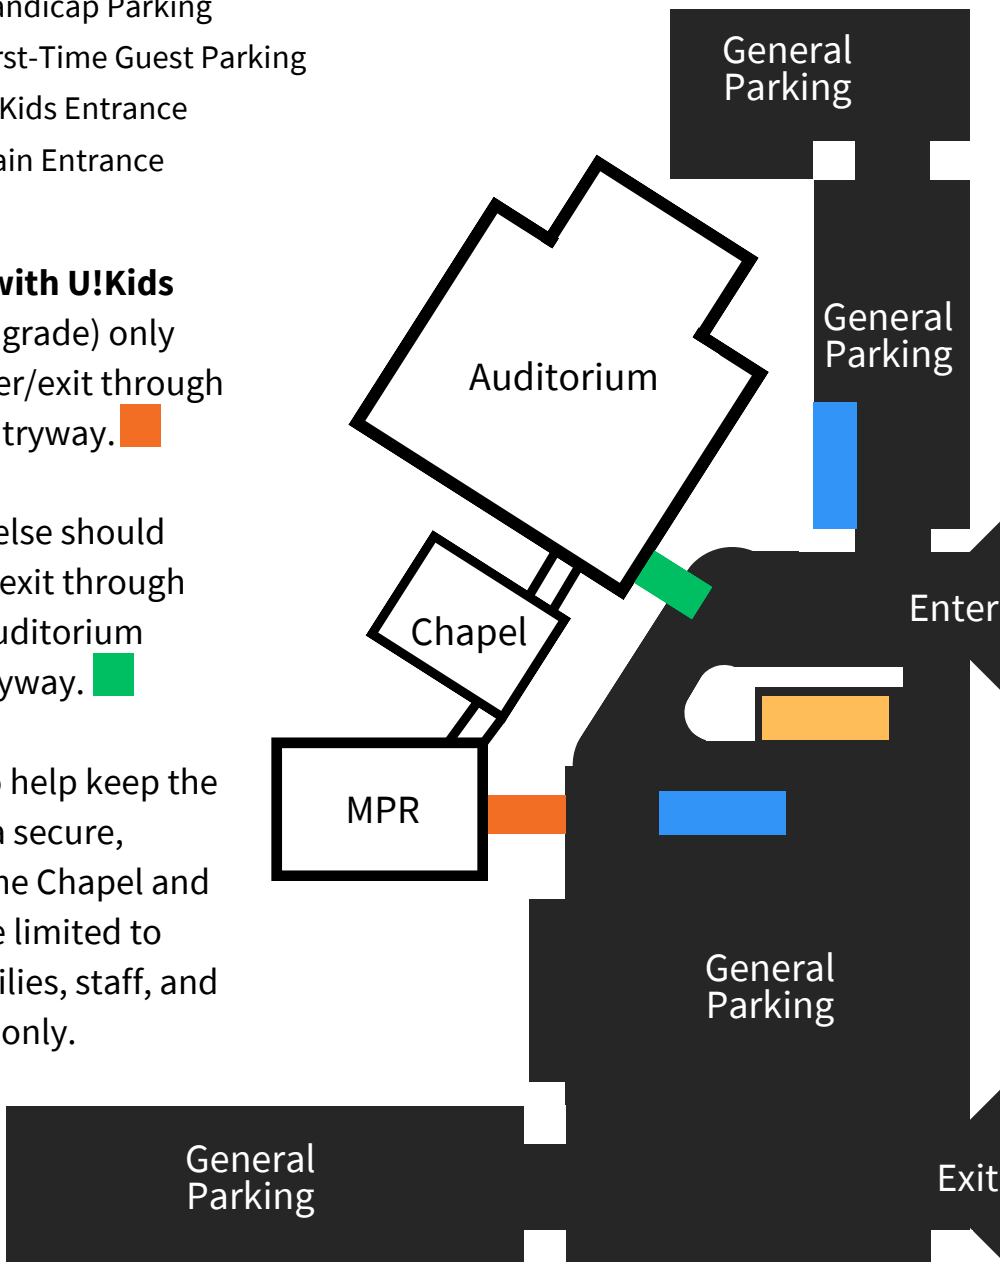 andicap Parking
rst-Time Guest Parking
Kids Entrance
ain Entrance
with U!Kids
grade) only
er/exit through
tryway.
else should
exit through
uditorium
yway.
o help keep the
a secure,
he Chapel and
e limited to
ilies, staff, and
only.
General
Parking
General
Parking
Auditorium
Enter
Chapel
MPR
General
Parking
General
Parking
Exit